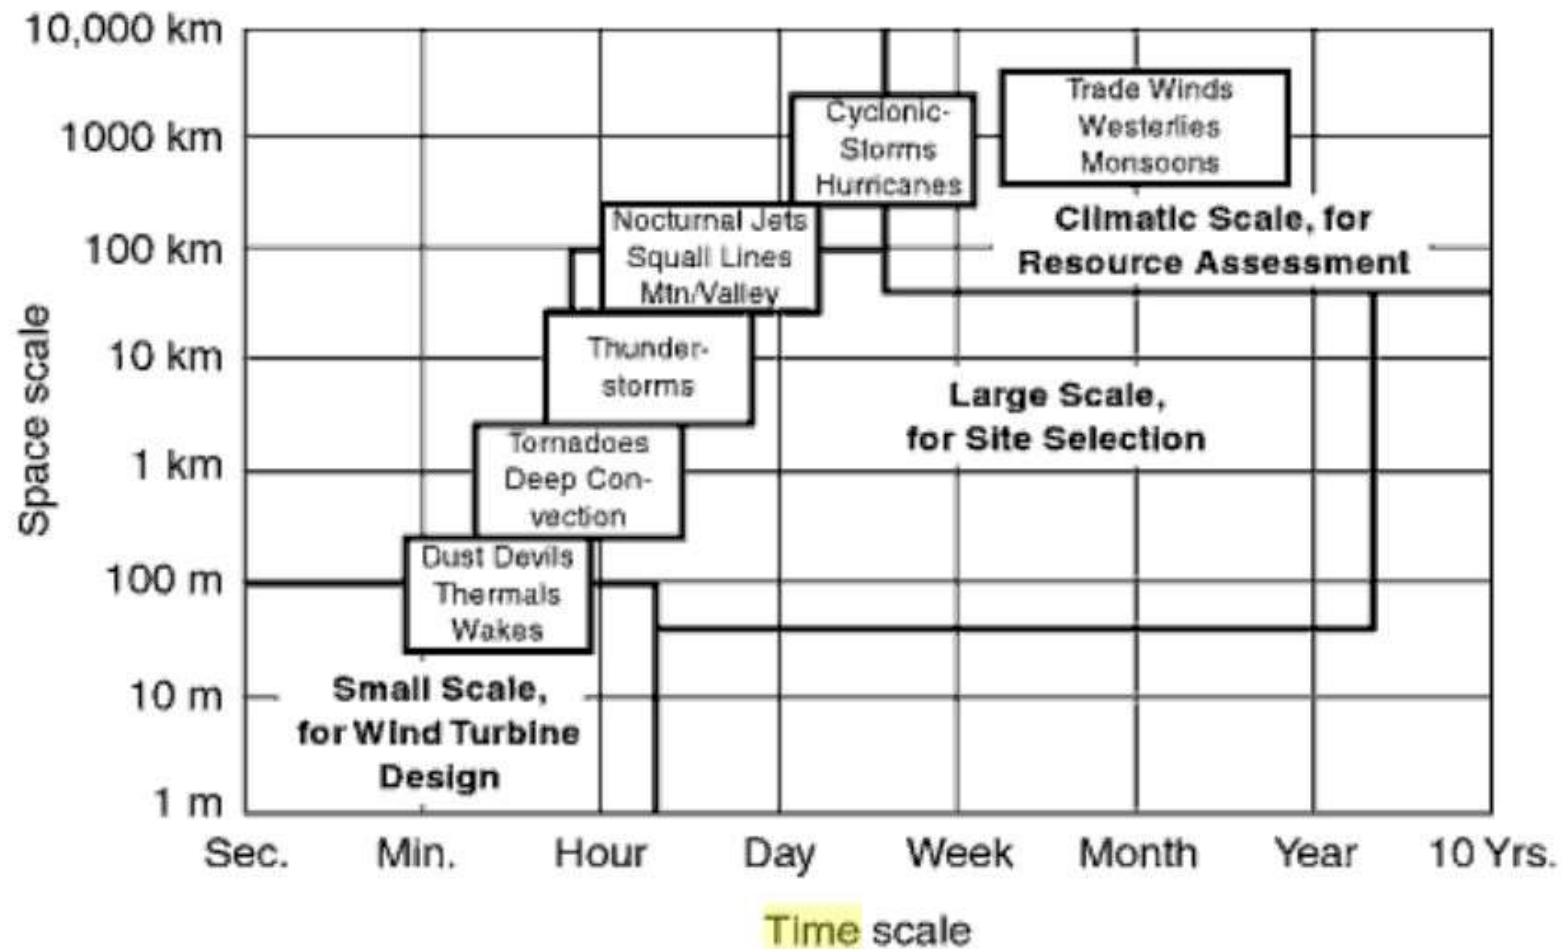 10,000 km
1000 km
100 km
10 km
1 km
100 m
10 m
1 m
Space scale
Trade Winds
Westerlies
Monsoons
Cyclonic-
Storms
Hurricanes
Climatic Scale, for
Resource Assessment
Nocturnal Jets
Squall Lines
Mtn/Valley
Thunder-
storms
Large Scale,
for Site Selection
Tornadoes
Deep Con-
vection
Dust Devils
Thermals
Wakes
Small Scale,
for Wind Turbine
Design
Sec. Min. Hour Day Week Month Year 10 Yrs.
Time scale